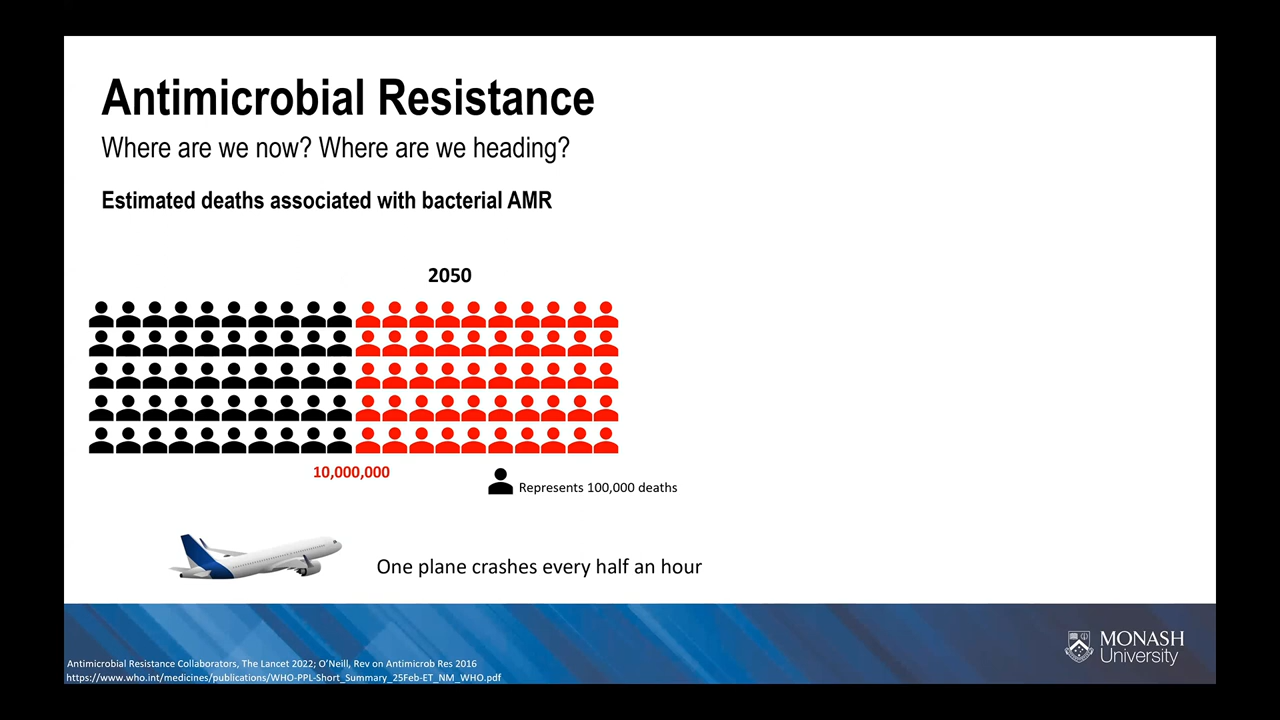 Antimicrobial Resistance
Where are we now? Where are we heading?
Estimated deaths associated with bacterial AMR
2050
10,000,000
Represents 100,000 deaths
One plane crashes every half an hour
MONASH
University
Antimicrobial Resistance Collaborators, The Lancet 2022; O’Neill, Rev on Antimicrob Res 2016
https://www.who.int/medicines/publications/WHO-PPL-Short_Summary_25Feb-ET_NM_WHO.pdf